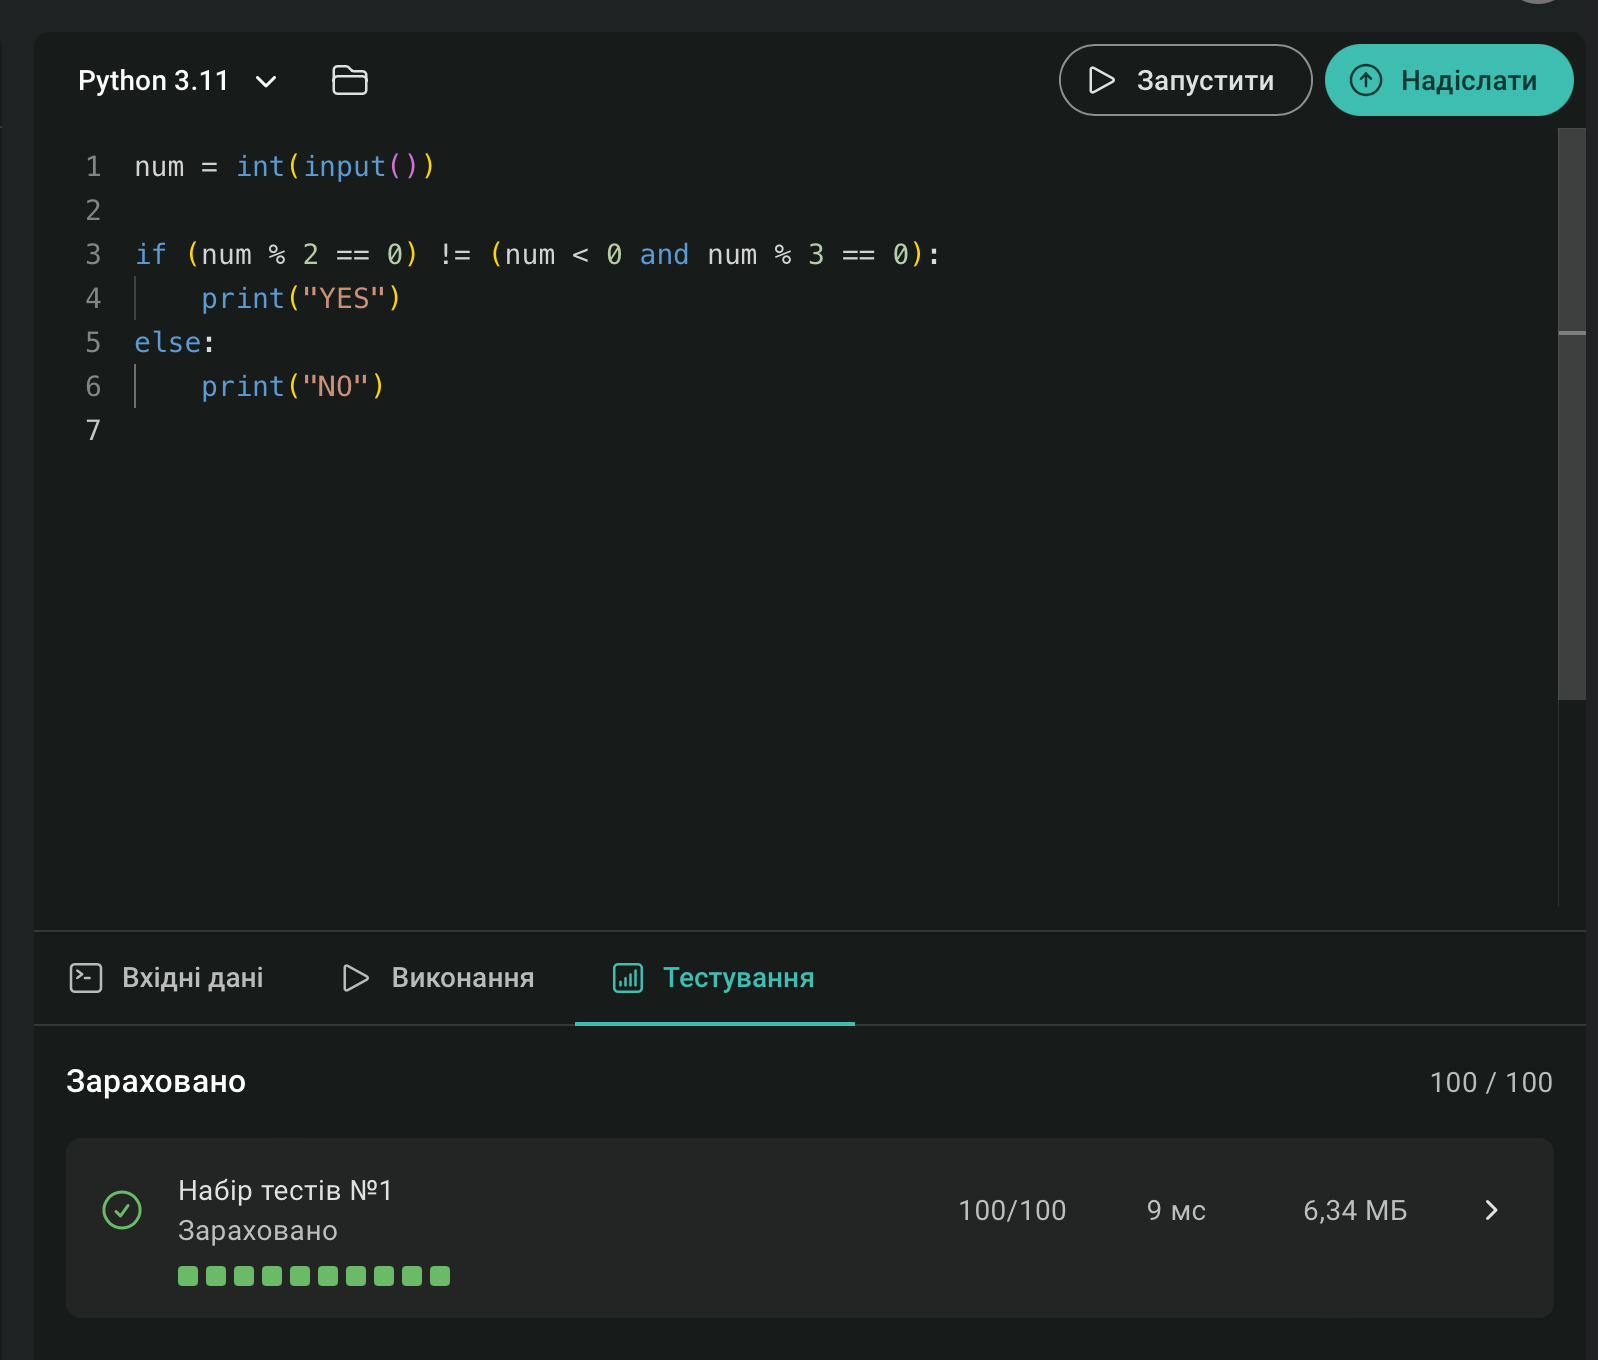 Python 3.11
Запустити
Надіслати
1 num = int(input())
2
3 if (num % 2 == 0) != (num < 0 and num % 3 == 0):
4     print("YES")
5 else:
6     print("NO")
7
Вхідні дані
Виконання
Тестування
Зараховано
100 / 100
Набір тестів №1
Зараховано
100/100
9 мс
6,34 МБ